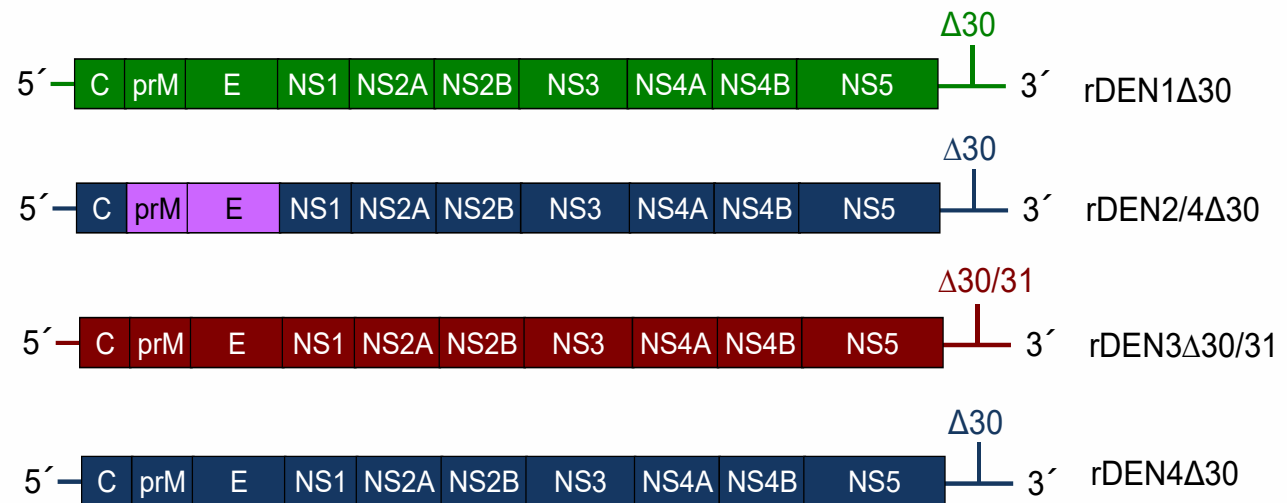 Δ30
5´ C prM E NS1 NS2A NS2B NS3 NS4A NS4B NS5 3´ rDEN1Δ30
Δ30
5´ C prM E NS1 NS2A NS2B NS3 NS4A NS4B NS5 3´ rDEN2/4Δ30
Δ30/31
5´ C prM E NS1 NS2A NS2B NS3 NS4A NS4B NS5 3´ rDEN3Δ30/31
Δ30
5´ C prM E NS1 NS2A NS2B NS3 NS4A NS4B NS5 3´ rDEN4Δ30